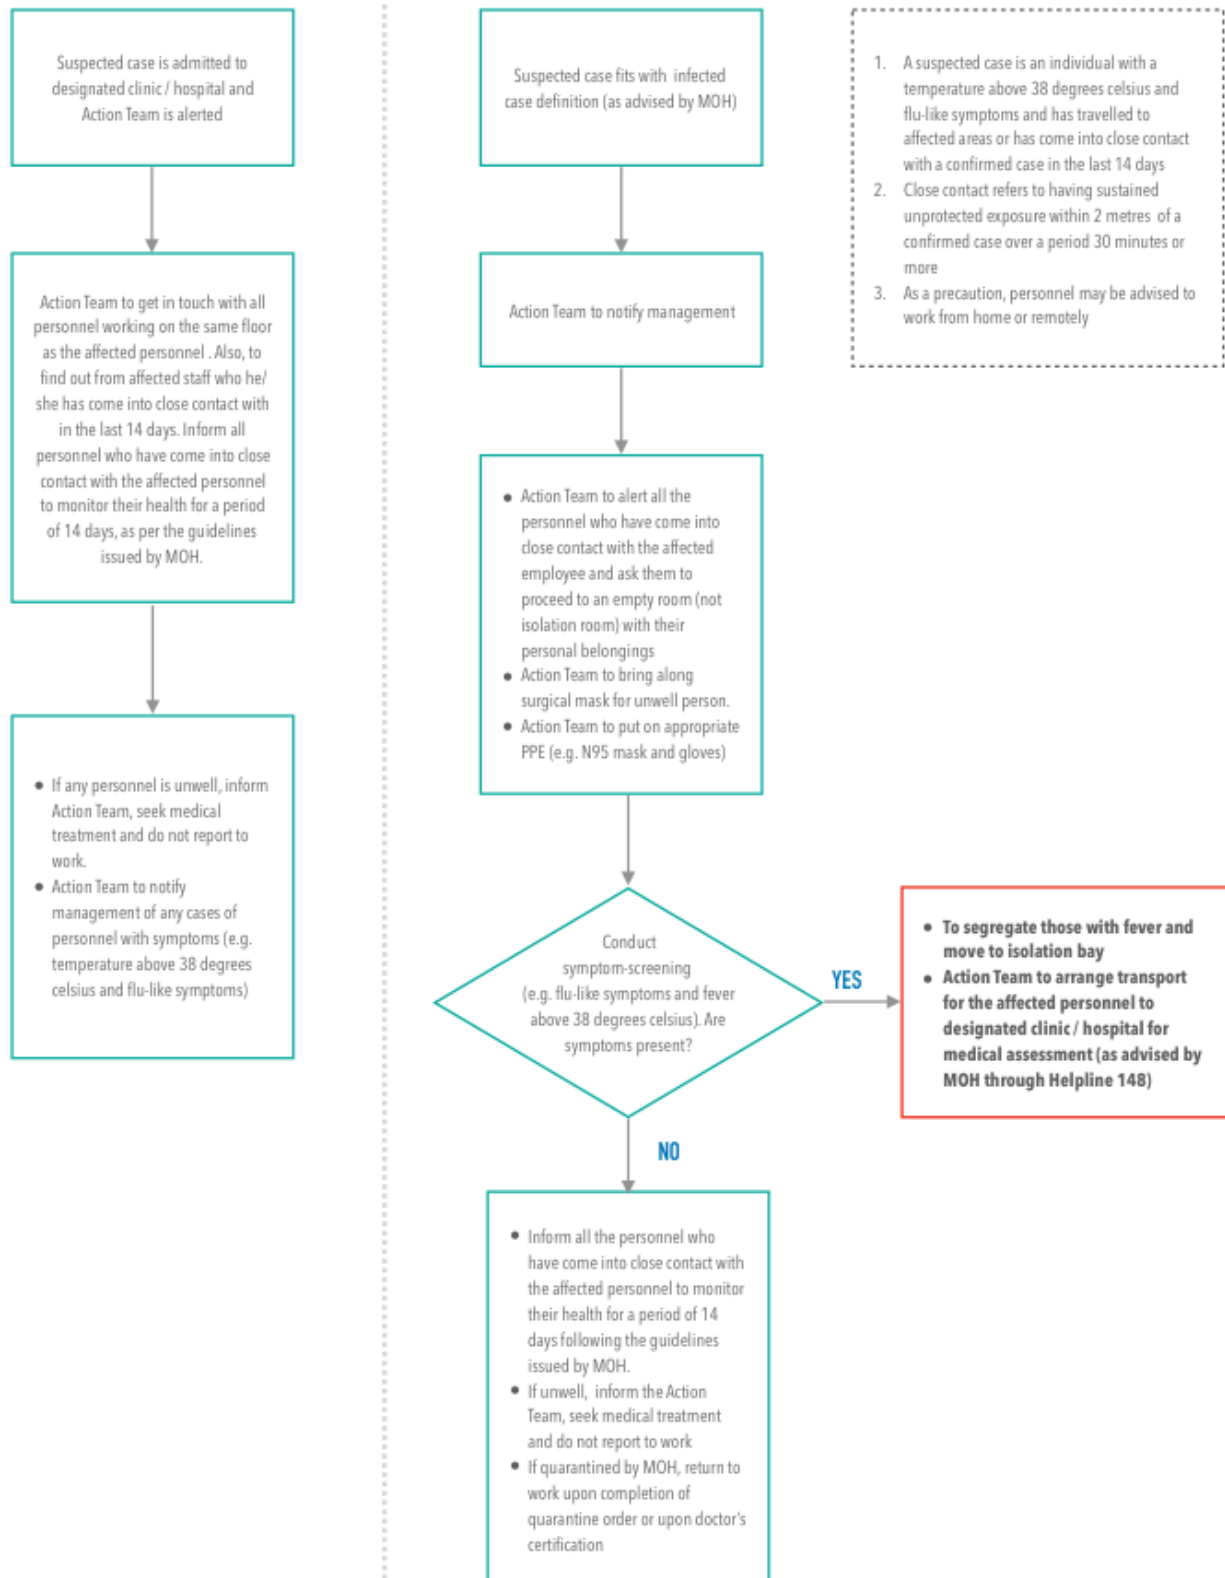 Suspected case is admitted to
designated clinic / hospital and
Action Team is alerted
Action Team to get in touch with all
personnel working on the same floor
as the affected personnel . Also, to
find out from affected staff who he/
she has come into close contact with
in the last 14 days. Inform all
personnel who have come into close
contact with the affected personnel
to monitor their health for a period
of 14 days, as per the guidelines
issued by MOH.
● If any personnel is unwell, inform
Action Team, seek medical
treatment and do not report to
work.
● Action Team to notify
management of any cases of
personnel with symptoms (e.g.
temperature above 38 degrees
celsius and flu-like symptoms)
Suspected case fits with infected
case definition (as advised by MOH)
Action Team to notify management
● Action Team to alert all the
personnel who have come into
close contact with the affected
employee and ask them to
proceed to an empty room (not
isolation room) with their
personal belongings
● Action Team to bring along
surgical mask for unwell person.
● Action Team to put on appropriate
PPE (e.g. N95 mask and gloves)
Conduct
symptom-screening
(e.g. flu-like symptoms and fever
above 38 degrees celsius). Are
symptoms present?
YES
● To segregate those with fever and
move to isolation bay
● Action Team to arrange transport
for the affected personnel to
designated clinic / hospital for
medical assessment (as advised by
MOH through Helpline 148)
NO
● Inform all the personnel who
have come into close contact with
the affected personnel to monitor
their health for a period of 14
days following the guidelines
issued by MOH.
● If unwell, inform the Action
Team, seek medical treatment
and do not report to work
● If quarantined by MOH, return to
work upon completion of
quarantine order or upon doctor's
certification
1. A suspected case is an individual with a
temperature above 38 degrees celsius and
flu-like symptoms and has travelled to
affected areas or has come into close contact
with a confirmed case in the last 14 days
2. Close contact refers to having sustained
unprotected exposure within 2 metres of a
confirmed case over a period 30 minutes or
more
3. As a precaution, personnel may be advised to
work from home or remotely